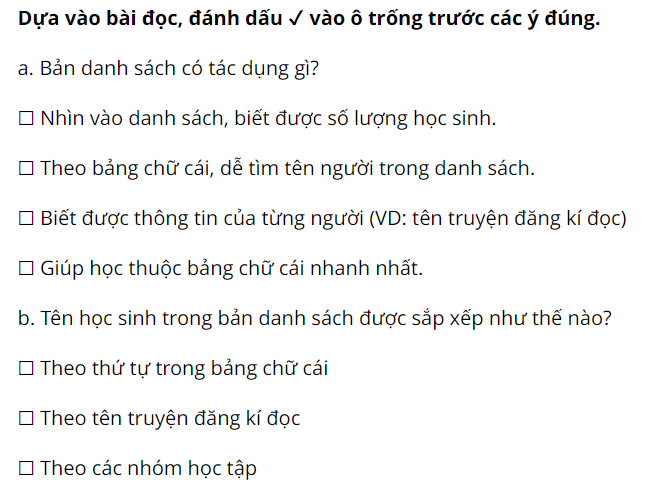 Dựa vào bài đọc, đánh dấu ✓ vào ô trống trước các ý đúng.
a. Bản danh sách có tác dụng gì?
☐ Nhìn vào danh sách, biết được số lượng học sinh.
☐ Theo bảng chữ cái, dễ tìm tên người trong danh sách.
☐ Biết được thông tin của từng người (VD: tên truyện đăng kí đọc)
☐ Giúp học thuộc bảng chữ cái nhanh nhất.
b. Tên học sinh trong bản danh sách được sắp xếp như thế nào?
☐ Theo thứ tự trong bảng chữ cái
☐ Theo tên truyện đăng kí đọc
☐ Theo các nhóm học tập